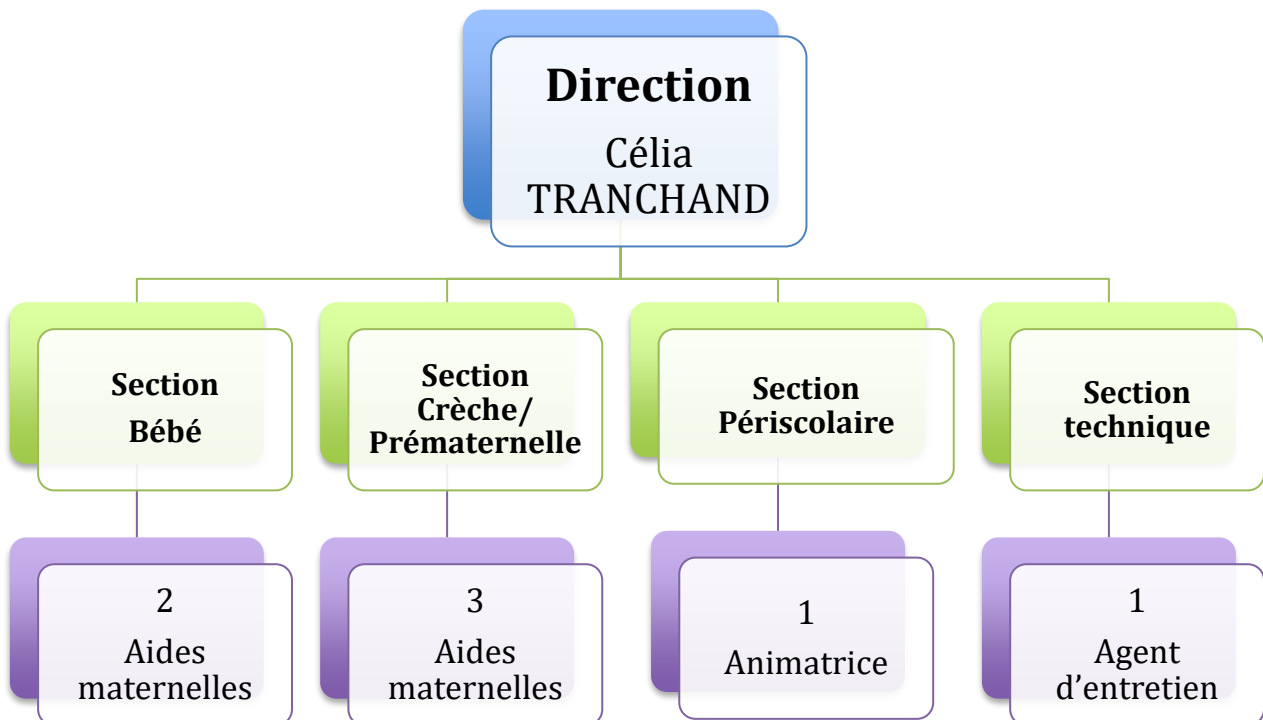 Direction
Célia
TRANCHAND
Section
Bébé
Section
Crèche/
Prématernelle
Section
Périscolaire
Section
technique
2
Aides
maternelles
3
Aides
maternelles
1
Animatrice
1
Agent
d’entretien